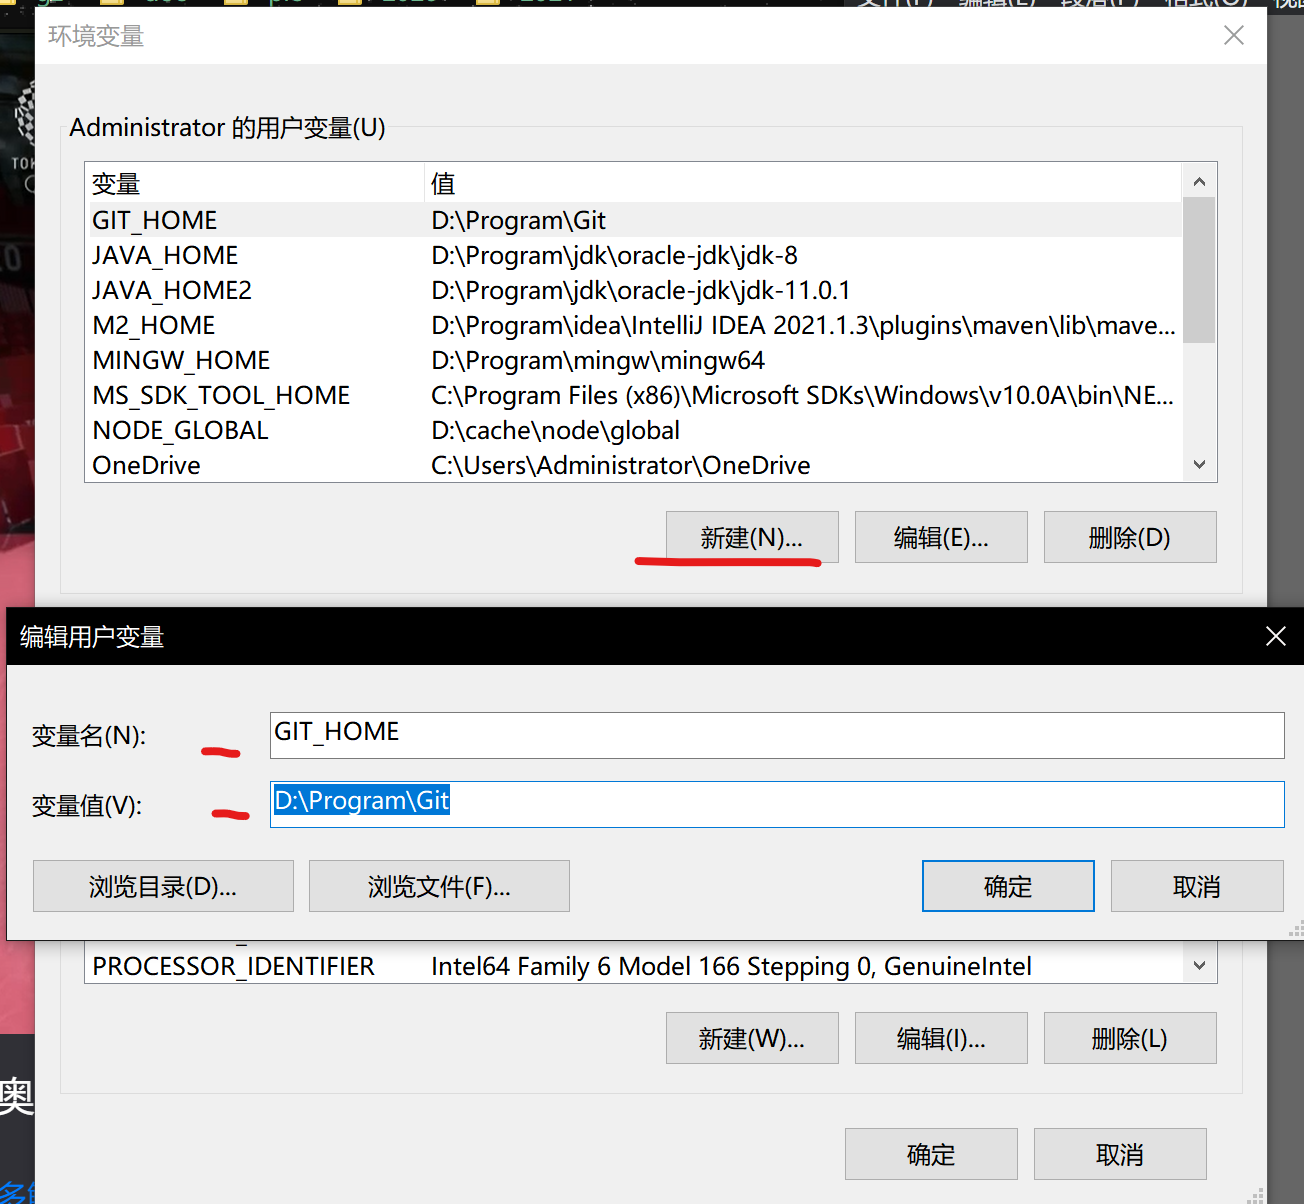 环境变量
Administrator 的用户变量(U)
变量 值
GIT_HOME D:\Program\Git
JAVA_HOME D:\Program\jdk\oracle-jdk\jdk-8
JAVA_HOME2 D:\Program\jdk\oracle-jdk\jdk-11.0.1
M2_HOME D:\Program\idea\IntelliJ IDEA 2021.1.3\plugins\maven\lib\mave...
MINGW_HOME D:\Program\mingw\mingw64
MS_SDK_TOOL_HOME C:\Program Files (x86)\Microsoft SDKs\Windows\v10.0A\bin\NE...
NODE_GLOBAL D:\cache\node\global
OneDrive C:\Users\Administrator\OneDrive
新建(N)... 编辑(E)... 删除(D)
编辑用户变量
变量名(N): GIT_HOME
变量值(V): D:\Program\Git
浏览目录(D)... 浏览文件(F)... 确定 取消
PROCESSOR_IDENTIFIER Intel64 Family 6 Model 166 Stepping 0, GenuineIntel
新建(W)... 编辑(I)... 删除(L)
奥
确定 取消